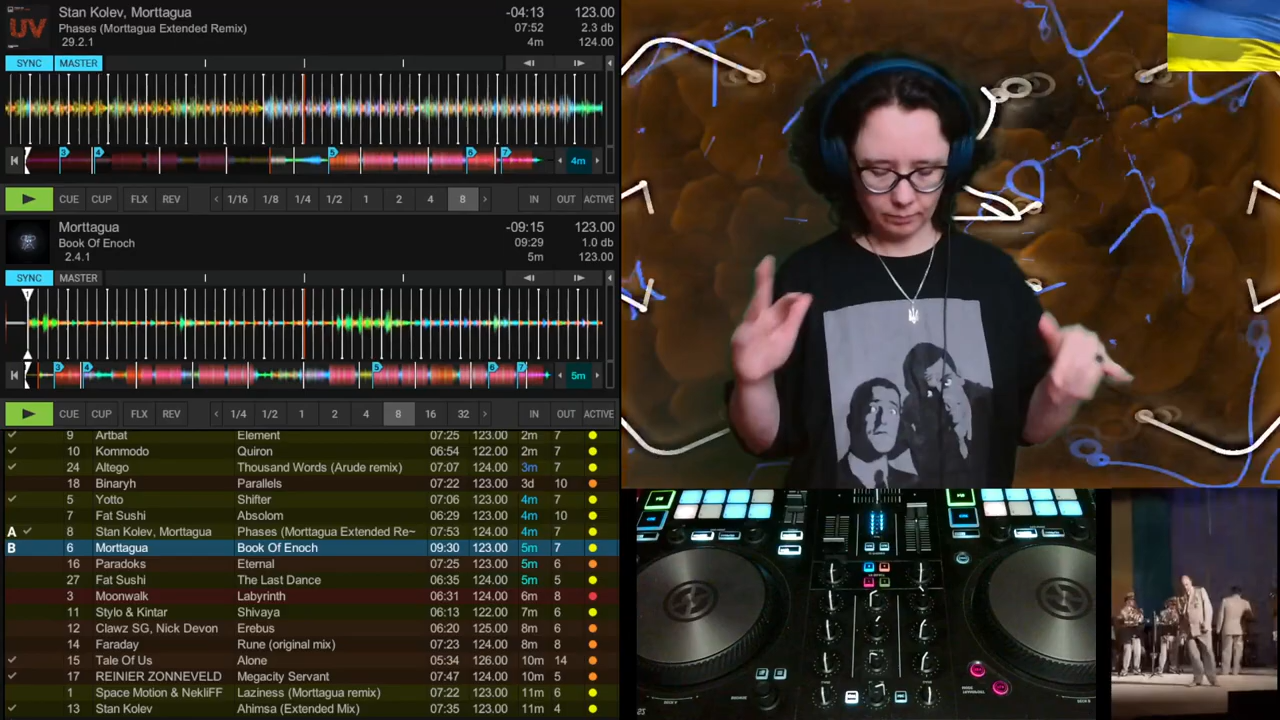 UV
Stan Kolev, Morttagua -04:13 123.00
Phases (Morttagua Extended Remix) 07:52 2.3 db
29.2.1 4m 124.00
SYNC MASTER
3 4 5 6 7 4m
CUE CUP FLX REV 1/16 1/8 1/4 1/2 1 2 4 8 IN OUT ACTIVE
Morttagua -09:15 123.00
Book Of Enoch 09:29 1.0 db
2.4.1 5m 123.00
SYNC MASTER
1
3 4 5 6 7 5m
CUE CUP FLX REV 1/4 1/2 1 2 4 8 16 32 IN OUT ACTIVE
9 Artbat Element 07:25 123.00 2m 7
10 Kommodo Quiron 06:54 122.00 2m 7
24 Altego Thousand Words (Arude remix) 07:07 124.00 3m 7
18 Binaryh Parallels 07:22 123.00 3d 10
5 Yotto Shifter 07:06 124.00 4m 7
7 Fat Sushi Absolom 06:29 123.00 4m 10
A 8 Stan Kolev, Morttagua Phases (Morttagua Extended Re~ 07:53 124.00 4m 7
B 6 Morttagua Book Of Enoch 09:30 123.00 5m 7
16 Paradoks Eternal 07:25 123.00 5m 6
27 Fat Sushi The Last Dance 06:35 124.00 5m 5
3 Moonwalk Labyrinth 06:31 124.00 6m 8
11 Stylo & Kintar Shivaya 06:13 122.00 7m 6
12 Clawz SG, Nick Devon Erebus 06:20 125.00 8m 6
14 Faraday Rune (original mix) 07:23 124.00 8m 8
15 Tale Of Us Alone 05:34 126.00 10m 14
17 REINIER ZONNEVELD Megacity Servant 07:47 124.00 10m 5
1 Space Motion & NekliFF Laziness (Morttagua remix) 07:22 123.00 11m 6
13 Stan Kolev Ahimsa (Extended Mix) 07:35 124.00 11m 4